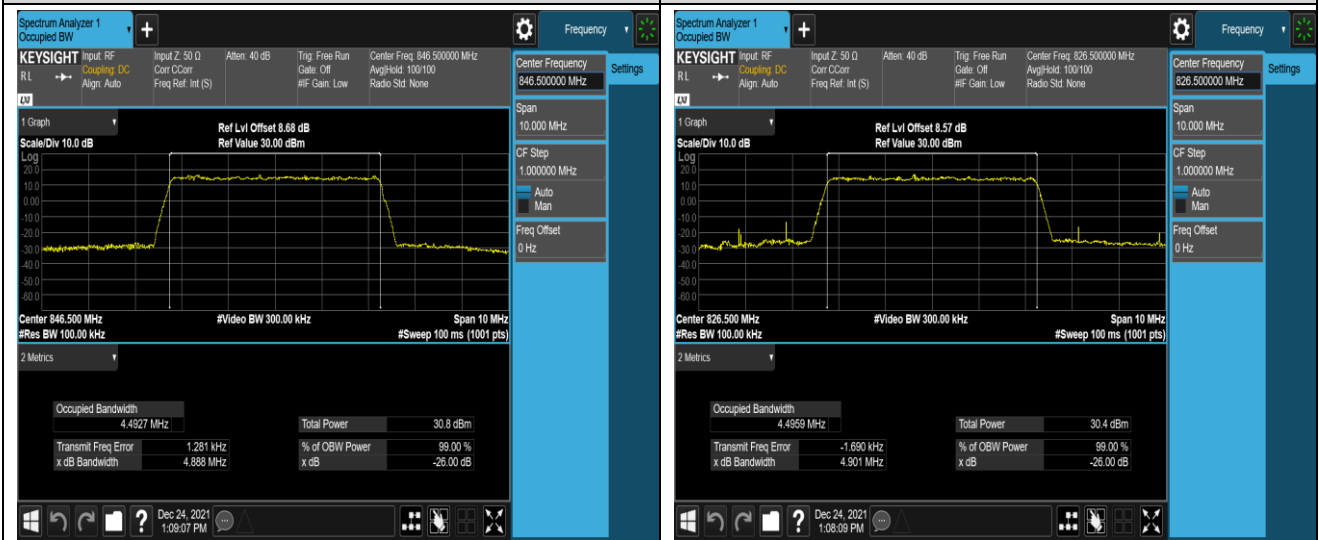 Spectrum Analyzer 1
Occupied BW
+
Frequency
KEYSIGHT
Input: RF
Coupling: DC
Align: Auto
Input Z: 50 Ω
Corr CCorr
Freq Ref: Int (S)
Atten: 40 dB
Trig: Free Run
Gate: Off
#IF Gain: Low
Center Freq: 846.500000 MHz
Avg|Hold: 100/100
Radio Std: None
RL
LXI
Center Frequency
846.500000 MHz
Settings
Span
10.000 MHz
CF Step
1.000000 MHz
Auto
Man
Freq Offset
0 Hz
1 Graph
Scale/Div 10.0 dB
Ref Lvl Offset 8.68 dB
Ref Value 30.00 dBm
Log
20.0
10.0
0.00
-10.0
-20.0
-30.0
-40.0
-50.0
-60.0
Center 846.500 MHz
#Video BW 300.00 kHz
Span 10 MHz
#Res BW 100.00 kHz
#Sweep 100 ms (1001 pts)
2 Metrics
Occupied Bandwidth
4.4927 MHz
Total Power 30.8 dBm
Transmit Freq Error 1.281 kHz
% of OBW Power 99.00 %
x dB Bandwidth 4.888 MHz
x dB -26.00 dB
?
Dec 24, 2021
1:09:07 PM
Spectrum Analyzer 1
Occupied BW
+
Frequency
KEYSIGHT
Input: RF
Coupling: DC
Align: Auto
Input Z: 50 Ω
Corr CCorr
Freq Ref: Int (S)
Atten: 40 dB
Trig: Free Run
Gate: Off
#IF Gain: Low
Center Freq: 826.500000 MHz
Avg|Hold: 100/100
Radio Std: None
RL
LXI
Center Frequency
826.500000 MHz
Settings
Span
10.000 MHz
CF Step
1.000000 MHz
Auto
Man
Freq Offset
0 Hz
1 Graph
Scale/Div 10.0 dB
Ref Lvl Offset 8.57 dB
Ref Value 30.00 dBm
Log
20.0
10.0
0.00
-10.0
-20.0
-30.0
-40.0
-50.0
-60.0
Center 826.500 MHz
#Video BW 300.00 kHz
Span 10 MHz
#Res BW 100.00 kHz
#Sweep 100 ms (1001 pts)
2 Metrics
Occupied Bandwidth
4.4959 MHz
Total Power 30.4 dBm
Transmit Freq Error -1.690 kHz
% of OBW Power 99.00 %
x dB Bandwidth 4.901 MHz
x dB -26.00 dB
?
Dec 24, 2021
1:08:09 PM